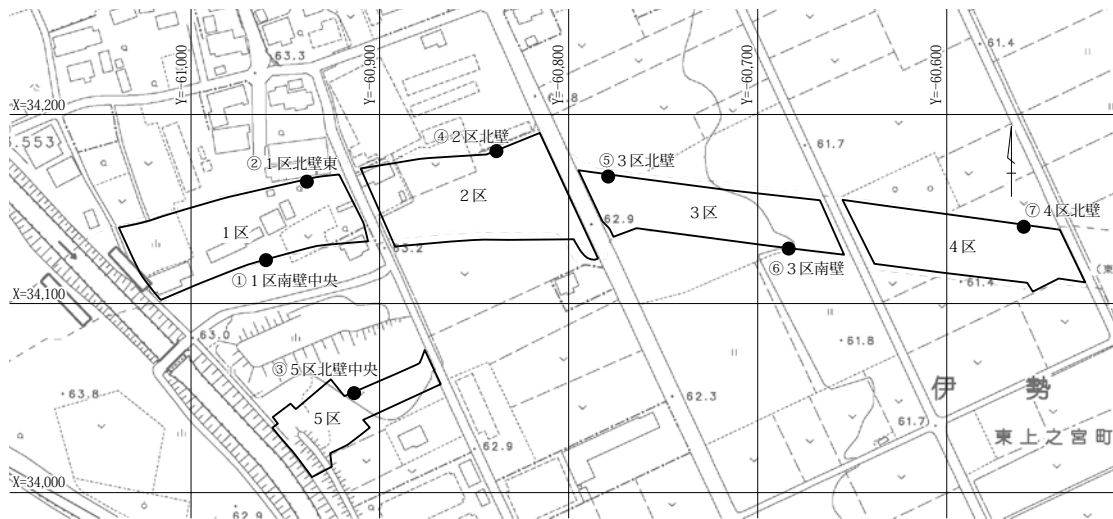 Y=-61,000
Y=-60,900
Y=-60,800
Y=-60,700
Y=-60,600
63.3
61.4
X=34,200
④２区北壁
61.7
.553
②１区北壁東
⑤３区北壁
２区
⑦４区北壁
１区
３区
62.9
４区
63.2
①１区南壁中央
⑥３区南壁
61.4
(東
X=34,100
63.0
61.8
③５区北壁中央
伊 勢
63.8
62.3
５区
61.7
東上之宮町
62.9
X=34,000
62.9